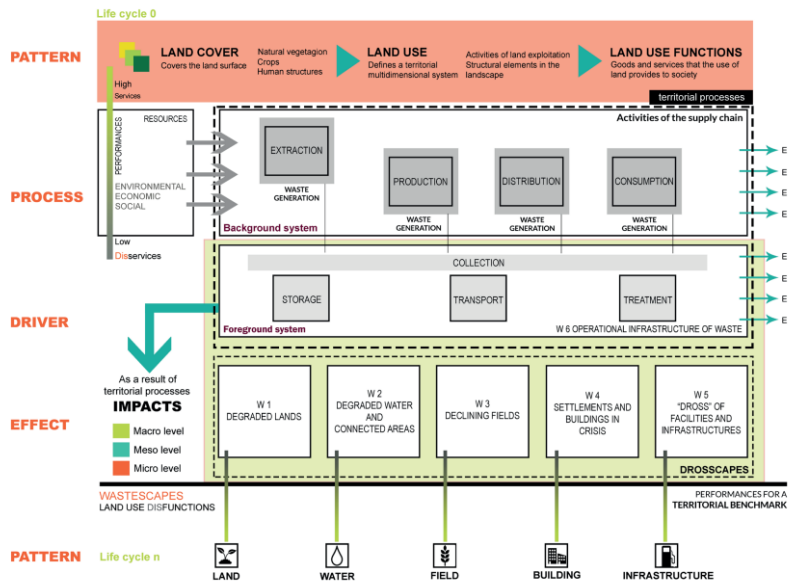 Life cycle 0
PATTERN
LAND COVER
Covers the land surface
Natural vegetagion
Crops
Human structures
LAND USE
Defines a territorial
multidimensional system
Activities of land exploitation
Structural elements in the
landscape
LAND USE FUNCTIONS
Goods and services that the use of
land provides to society
High
Services
territorial processes
PERFORMANCES
RESOURCES
Activities of the supply chain
EXTRACTION
E
PRODUCTION
DISTRIBUTION
CONSUMPTION
E
PROCESS
ENVIRONMENTAL
ECONOMIC
SOCIAL
WASTE
GENERATION
E
WASTE
GENERATION
WASTE
GENERATION
WASTE
GENERATION
E
Background system
Low
Disservices
COLLECTION
E
E
STORAGE
TRANSPORT
TREATMENT
E
DRIVER
Foreground system
W 6 OPERATIONAL INFRASTRUCTURE OF WASTE
E
As a result of
territorial processes
IMPACTS
Macro level
Meso level
Micro level
EFFECT
W 1
DEGRADED LANDS
W 2
DEGRADED WATER
AND
CONNECTED AREAS
W 3
DECLINING FIELDS
W 4
SETTLEMENTS AND
BUILDINGS IN
CRISIS
W 5
"DROSS" OF
FACILITIES AND
INFRASTRUCTURES
DROSSCAPES
WASTESCAPES
LAND USE DISFUNCTIONS
PERFORMANCES FOR A
TERRITORIAL BENCHMARK
PATTERN
Life cycle n
LAND
WATER
FIELD
BUILDING
INFRASTRUCTURE